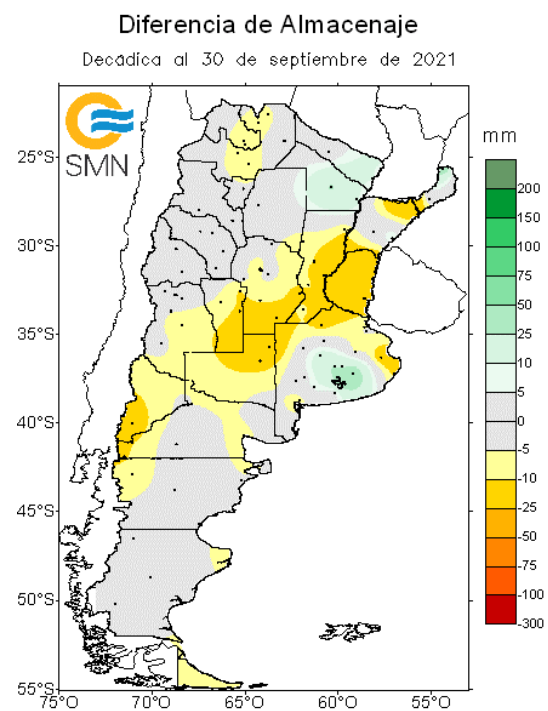 Diferencia de Almacenaje
Decádica al 30 de septiembre de 2021
SMN
mm
200
150
100
75
50
25
10
5
0
-5
-10
-25
-50
-75
-100
-300
25°S
30°S
35°S
40°S
45°S
50°S
55°S
75°O 70°O 65°O 60°O 55°O